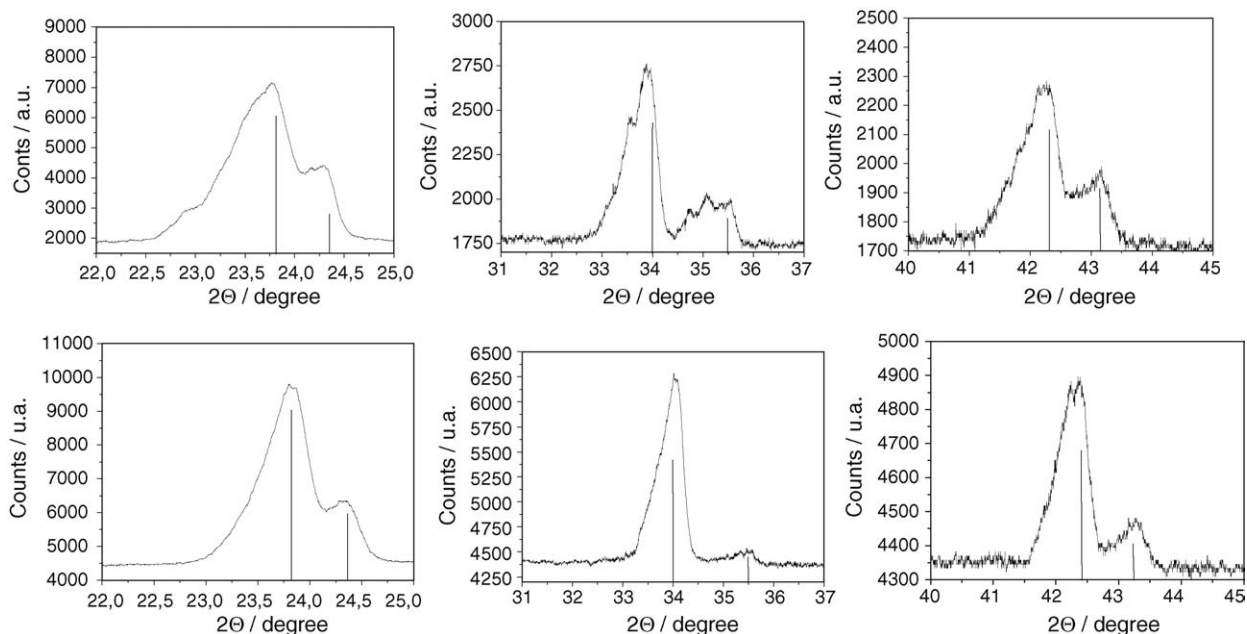 Conts / a.u.
9000
8000
7000
6000
5000
4000
3000
2000
22,0 22,5 23,0 23,5 24,0 24,5 25,0
2Θ / degree
Conts / a.u.
3000
2750
2500
2250
2000
1750
31 32 33 34 35 36 37
2Θ / degree
Counts / a.u.
2500
2400
2300
2200
2100
2000
1900
1800
1700
40 41 42 43 44 45
2Θ / degree
Counts / u.a.
11000
10000
9000
8000
7000
6000
5000
4000
22,0 22,5 23,0 23,5 24,0 24,5 25,0
2Θ / degree
Counts / u.a.
6500
6250
6000
5750
5500
5250
5000
4750
4500
4250
31 32 33 34 35 36 37
2Θ / degree
Counts / u.a.
5000
4900
4800
4700
4600
4500
4400
4300
40 41 42 43 44 45
2Θ / degree